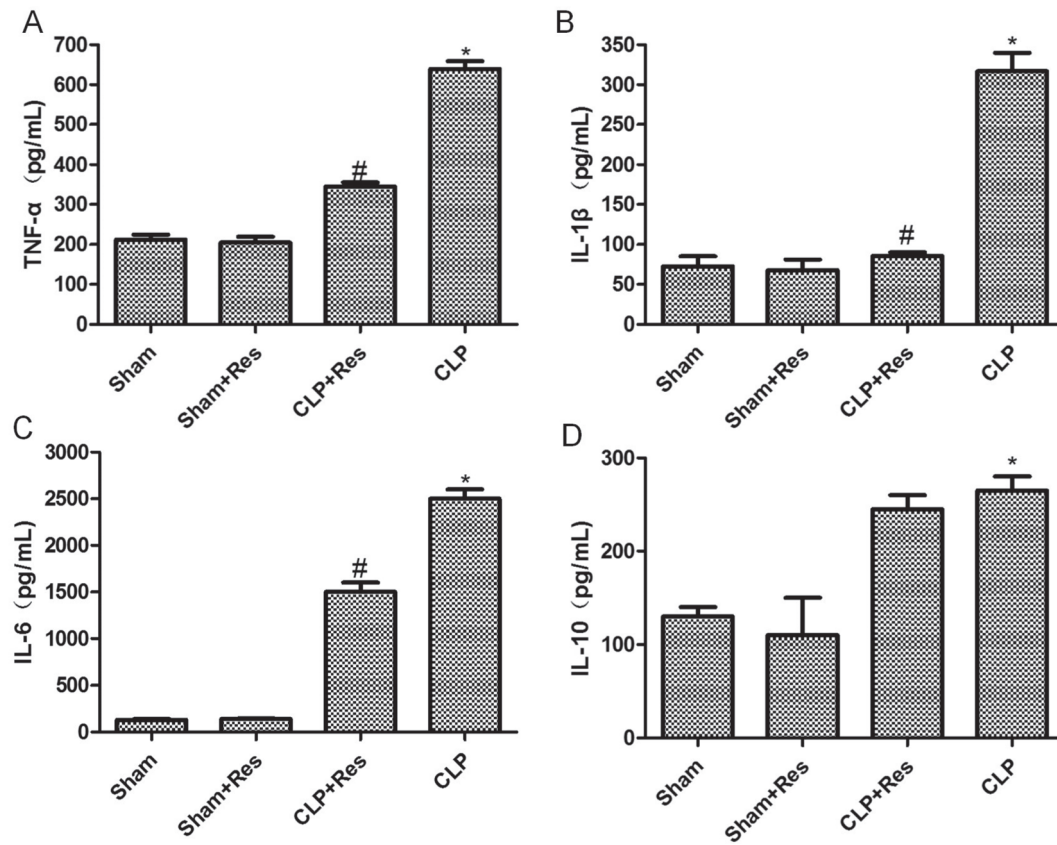 A
TNF-α（pg/mL)
700
600
500
400
300
200
100
0
#
*
Sham
Sham+Res
CLP+Res
CLP
B
IL-1β（pg/mL)
350
300
250
200
150
100
50
0
#
*
Sham
Sham+Res
CLP+Res
CLP
C
IL-6（pg/mL)
3000
2500
2000
1500
1000
500
0
#
*
Sham
Sham+Res
CLP+Res
CLP
D
IL-10（pg/mL)
300
200
100
0
*
Sham
Sham+Res
CLP+Res
CLP